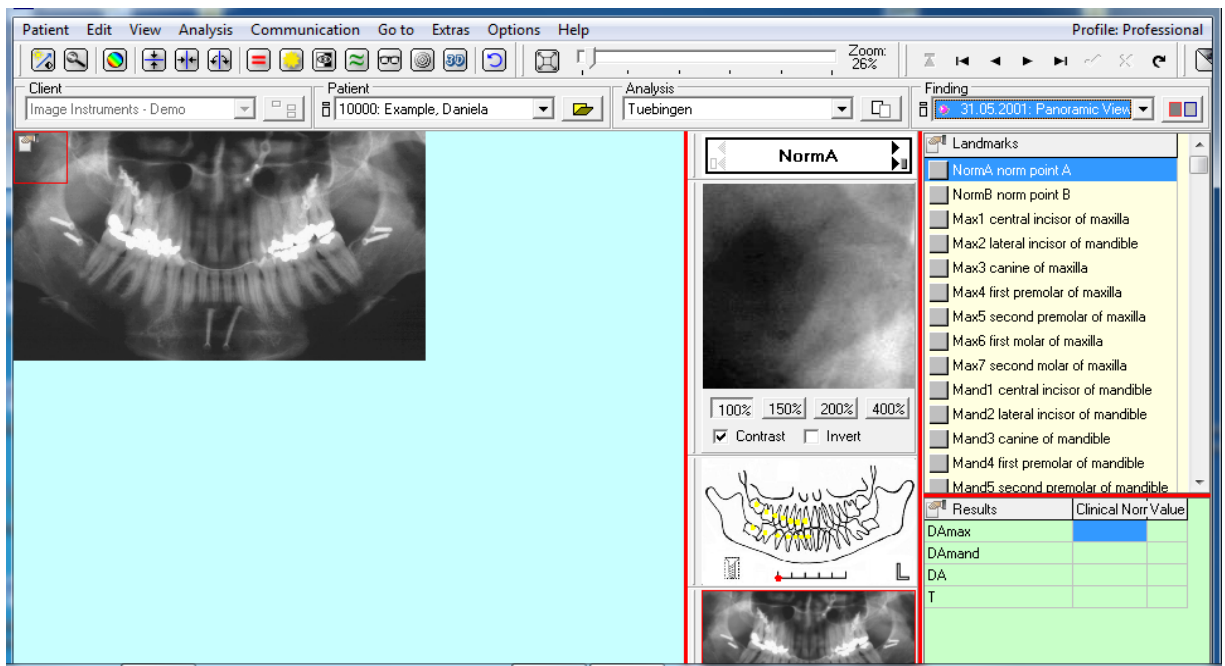 Patient Edit View Analysis Communication Go to Extras Options Help Profile: Professional
3D Zoom: 26%
Client Patient Analysis Finding
Image Instruments - Demo 10000: Example, Daniela Tuebingen 31.05.2001: Panoramic View
NormA
100% 150% 200% 400%
Contrast Invert
L
Landmarks
NormA norm point A
NormB norm point B
Max1 central incisor of maxilla
Max2 lateral incisor of mandible
Max3 canine of maxilla
Max4 first premolar of maxilla
Max5 second premolar of maxilla
Max6 first molar of maxilla
Max7 second molar of maxilla
Mand1 central incisor of mandible
Mand2 lateral incisor of mandible
Mand3 canine of mandible
Mand4 first premolar of mandible
Mand5 second premolar of mandible
Results Clinical Norr Value
DAmax
DAmand
DA
T